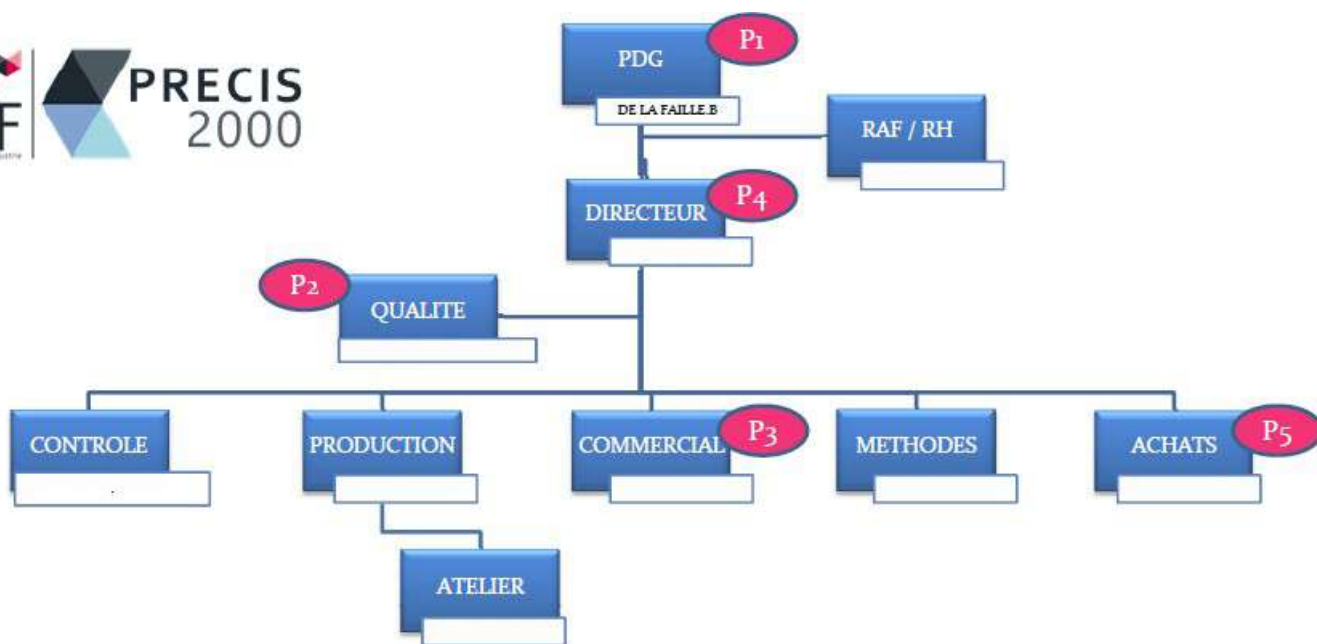 PRECIS
2000
F
PDG
P1
DE LA FAILLE.B
RAF / RH
DIRECTEUR
P4
P2
QUALITE
CONTROLE
PRODUCTION
COMMERCIAL
P3
METHODES
ACHATS
P5
.
ATELIER